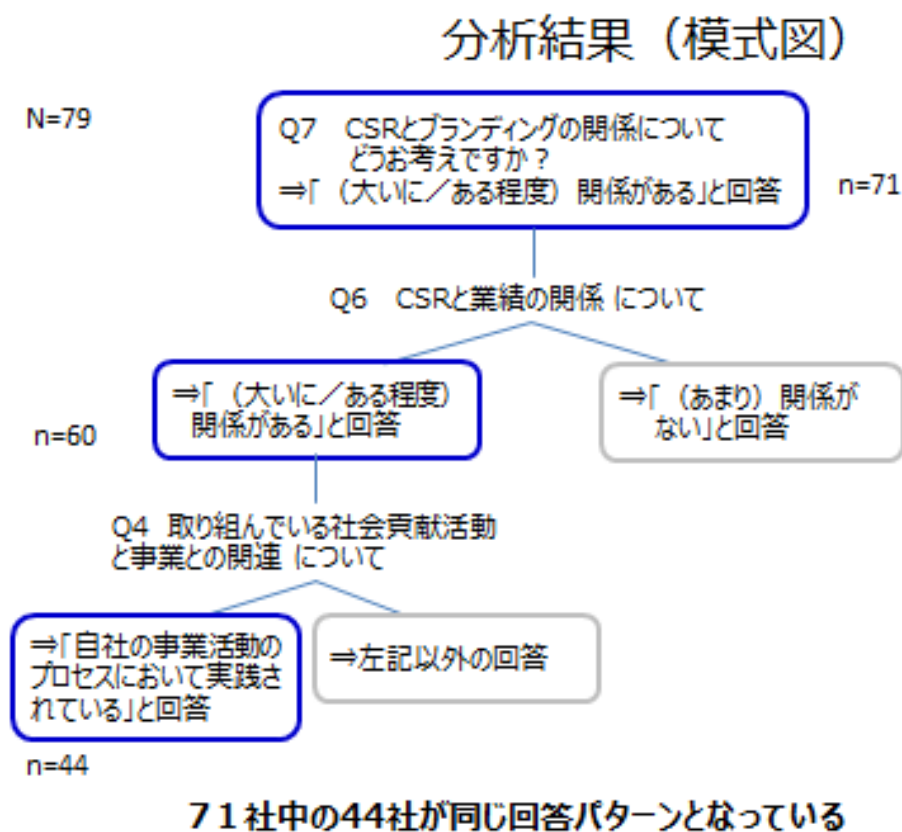 分析結果（模式図）
N=79
Q7　CSRとブランディングの関係について
どうお考えですか？
⇒「（大いに／ある程度）関係がある」と回答
n=71
Q6　CSRと業績の関係 について
⇒「（大いに／ある程度）
関係がある」と回答
n=60
⇒「（あまり）関係が
ない」と回答
Q4　取り組んでいる社会貢献活動
と事業との関連 について
⇒「自社の事業活動の
プロセスにおいて実践さ
れている」と回答
⇒左記以外の回答
n=44
７１社中の44社が同じ回答パターンとなっている